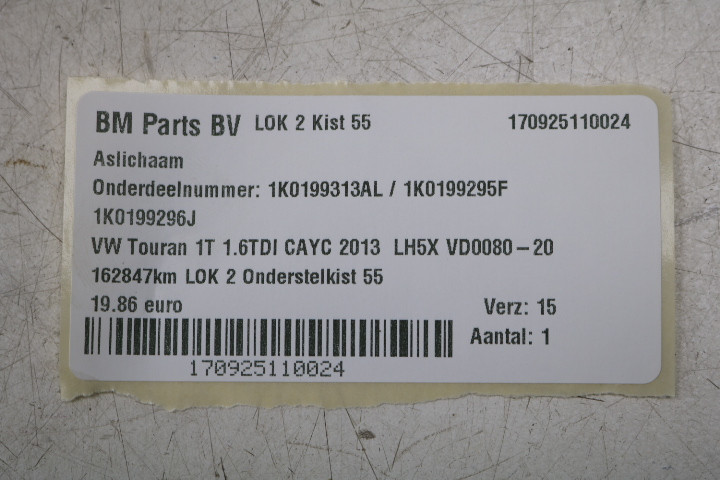 BM Parts BV LOK 2 Kist 55 170925110024
Aslichaam
Onderdeelnummer: 1K0199313AL / 1K0199295F
1K0199296J
VW Touran 1T 1.6TDI CAYC 2013 LH5X VD0080-20
162847km LOK 2 Onderstelkist 55
19.86 euro Verz: 15
Aantal: 1
170925110024